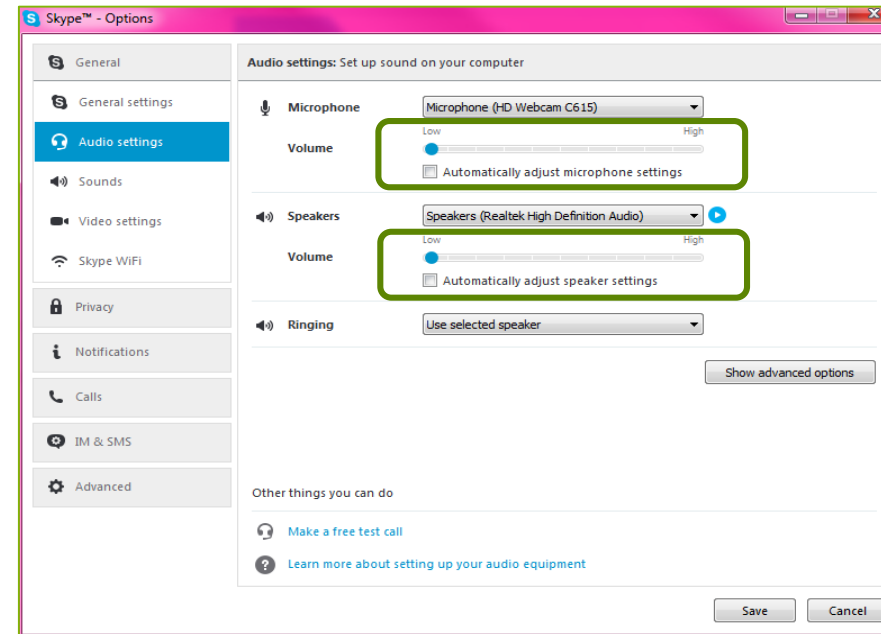 Skype™ - Options
General
General settings
Audio settings
Sounds
Video settings
Skype WiFi
Privacy
Notifications
Calls
IM & SMS
Advanced
Audio settings: Set up sound on your computer
Microphone Microphone (HD Webcam C615)
Low High
Volume
Automatically adjust microphone settings
Speakers Speakers (Realtek High Definition Audio)
Low High
Volume
Automatically adjust speaker settings
Ringing Use selected speaker
Show advanced options
Other things you can do
Make a free test call
Learn more about setting up your audio equipment
Save Cancel